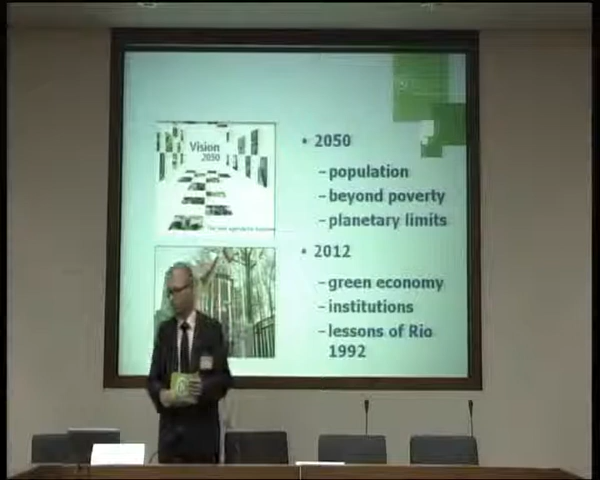 Vision
2050
• 2050
–population
–beyond poverty
–planetary limits
• 2012
–green economy
–institutions
–lessons of Rio
1992